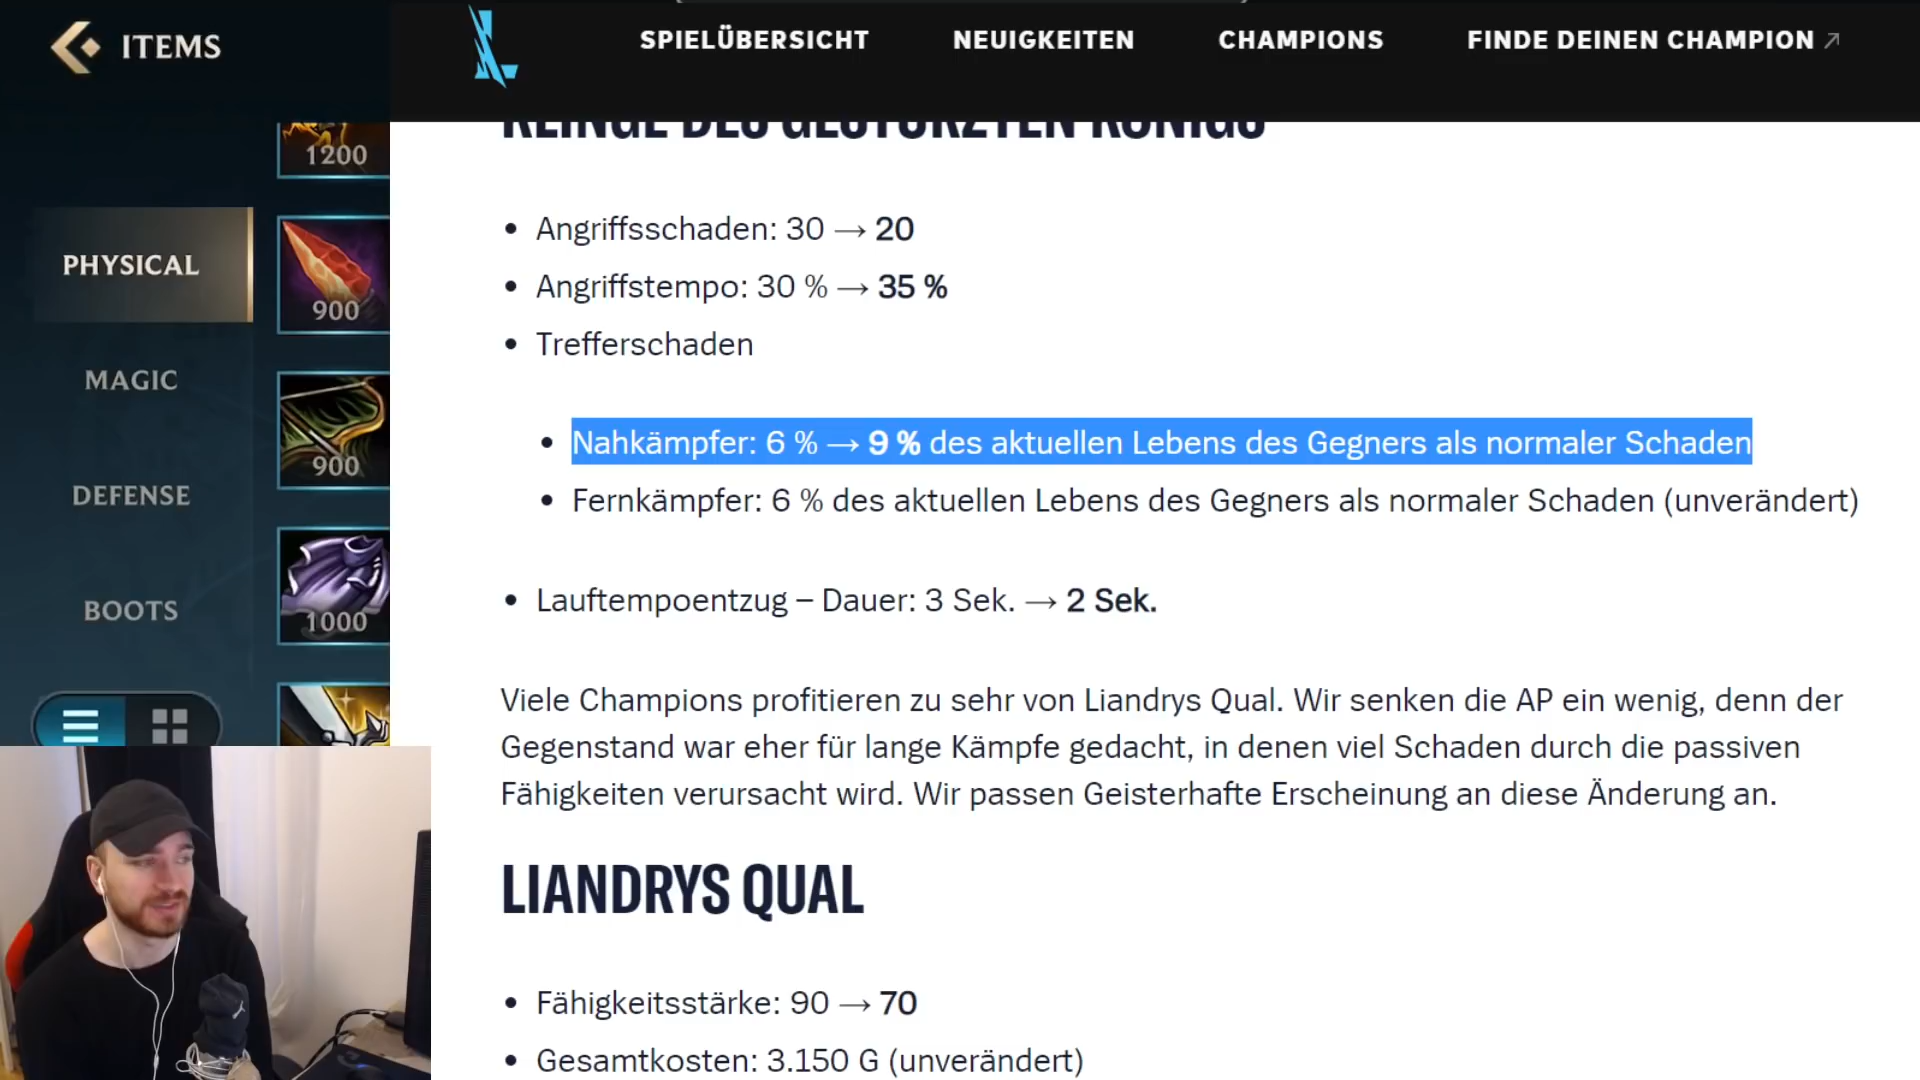 ITEMS
SPIELÜBERSICHT NEUIGKEITEN CHAMPIONS FINDE DEINEN CHAMPION ↗
KLINGE DES GESTÜRZTEN KÖNIGS
1200
PHYSICAL
900
MAGIC
900
DEFENSE
BOOTS
1000
• Angriffsschaden: 30 → 20
• Angriffstempo: 30 % → 35 %
• Trefferschaden
• Nahkämpfer: 6 % → 9 % des aktuellen Lebens des Gegners als normaler Schaden
• Fernkämpfer: 6 % des aktuellen Lebens des Gegners als normaler Schaden (unverändert)
• Lauftempoentzug – Dauer: 3 Sek. → 2 Sek.
Viele Champions profitieren zu sehr von Liandrys Qual. Wir senken die AP ein wenig, denn der
Gegenstand war eher für lange Kämpfe gedacht, in denen viel Schaden durch die passiven
Fähigkeiten verursacht wird. Wir passen Geisterhafte Erscheinung an diese Änderung an.
LIANDRYS QUAL
• Fähigkeitsstärke: 90 → 70
• Gesamtkosten: 3.150 G (unverändert)